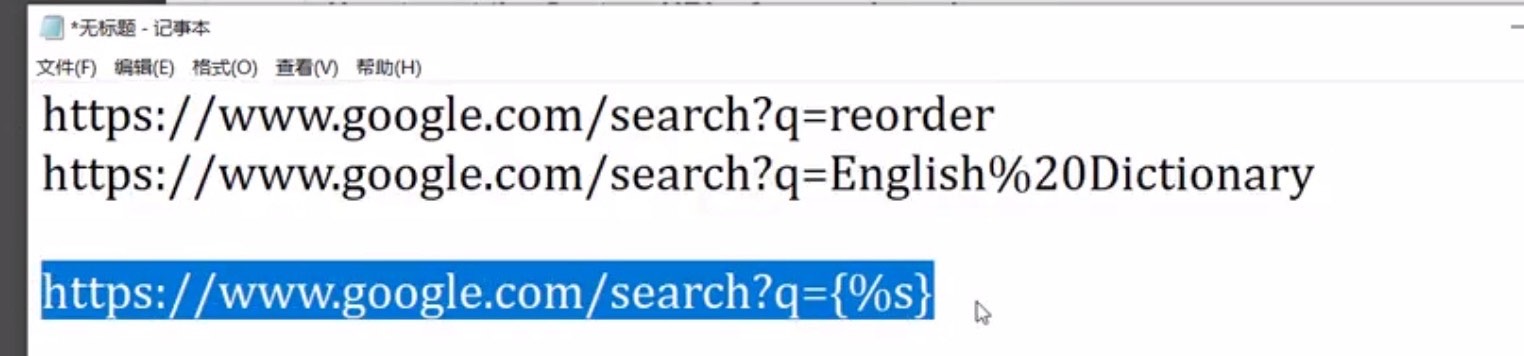 *无标题 - 记事本
文件(F) 编辑(E) 格式(O) 查看(V) 帮助(H)
https://www.google.com/search?q=reorder
https://www.google.com/search?q=English%20Dictionary
https://www.google.com/search?q={%s}